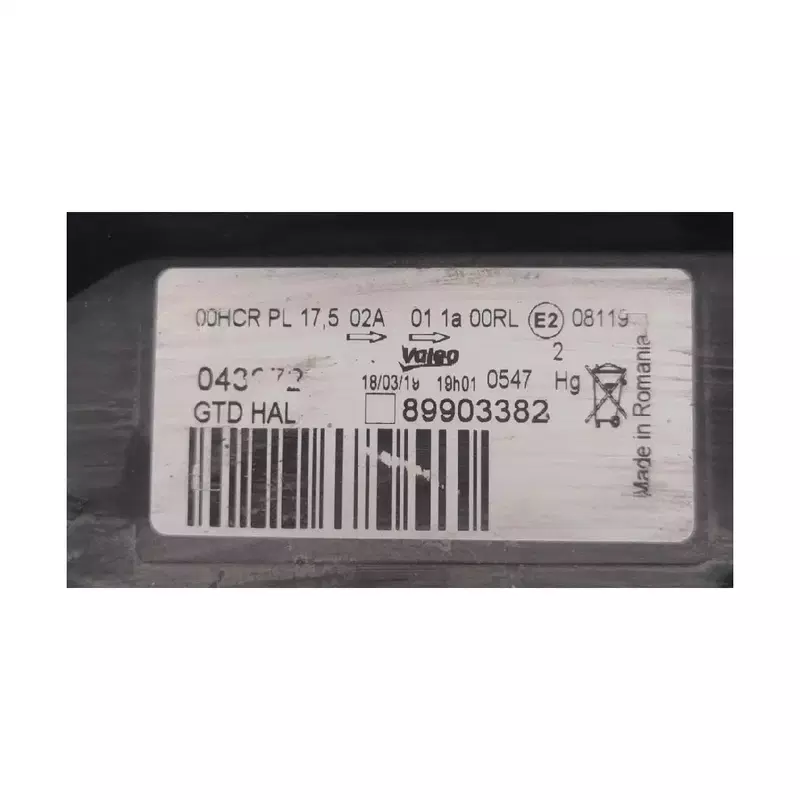 00HCR PL 17,5 02A 01 1a 00RL E2 08119
Valeo 2
18/03/19 19h01 0547 Hg
GTD HAL 89903382
Made in Romania